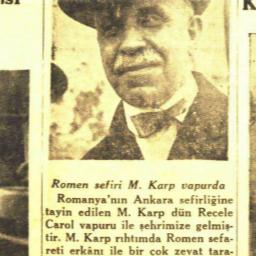 Romen sefiri M. Karp vapurda
Romanya'nın Ankara sefirliğine
tayin edilen M. Karp dün Recele
Carol vapuru ile şehrimize gelmiş-
tir. M. Karp rıhtımda Romen sefa-
reti erkânı ile bir çok zevat tara-